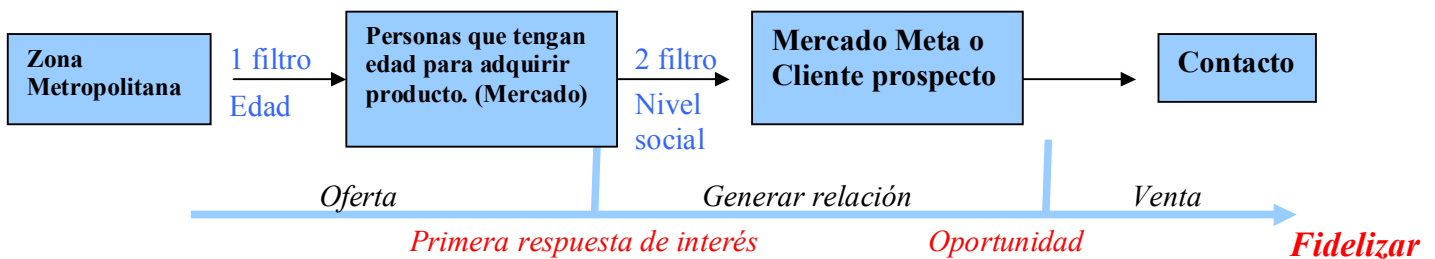 Zona
Metropolitana
1 filtro
Edad
Personas que tengan
edad para adquirir
producto. (Mercado)
2 filtro
Nivel
social
Mercado Meta o
Cliente prospecto
Contacto
Oferta
Generar relación
Venta
Primera respuesta de interés
Oportunidad
Fidelizar